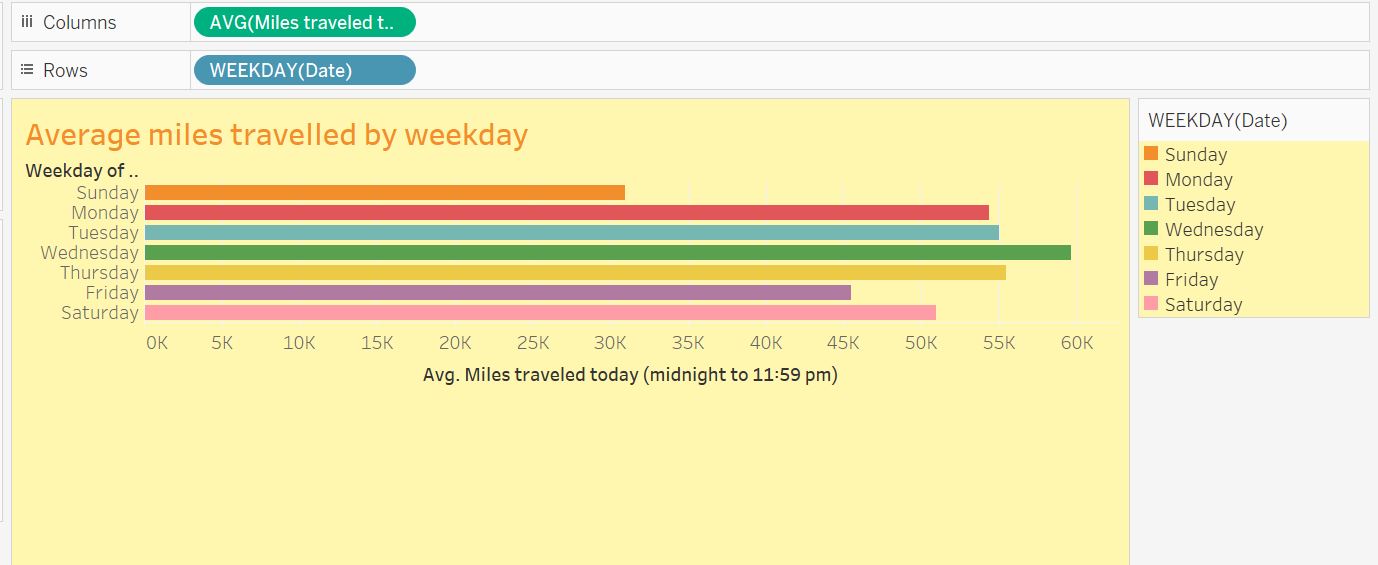 Columns AVG(Miles traveled t..
Rows WEEKDAY(Date)
Average miles travelled by weekday
Weekday of ..
Sunday
Monday
Tuesday
Wednesday
Thursday
Friday
Saturday
0K 5K 10K 15K 20K 25K 30K 35K 40K 45K 50K 55K 60K
Avg. Miles traveled today (midnight to 11:59 pm)
WEEKDAY(Date)
Sunday
Monday
Tuesday
Wednesday
Thursday
Friday
Saturday